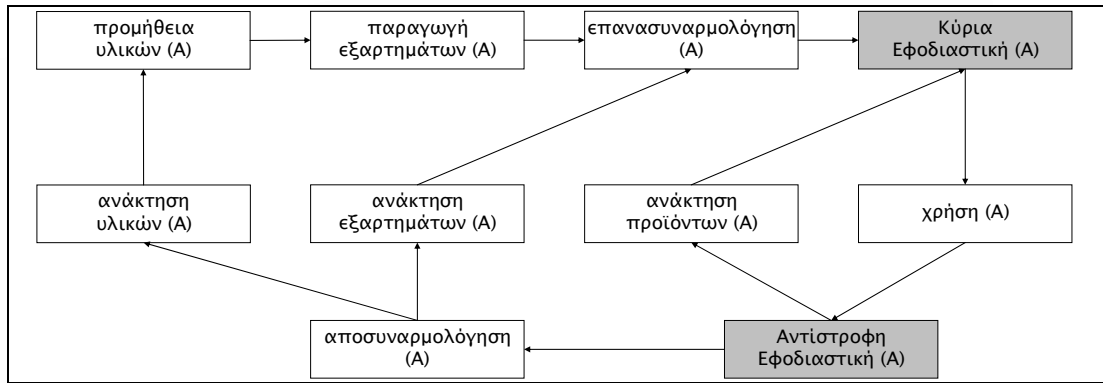 προμήθεια
υλικών (Α)
παραγωγή
εξαρτημάτων (Α)
επανασυναρμολόγηση
(Α)
Κύρια
Εφοδιαστική (Α)
ανάκτηση
υλικών (Α)
ανάκτηση
εξαρτημάτων (Α)
ανάκτηση
προϊόντων (Α)
χρήση (Α)
αποσυναρμολόγηση
(Α)
Αντίστροφη
Εφοδιαστική (Α)